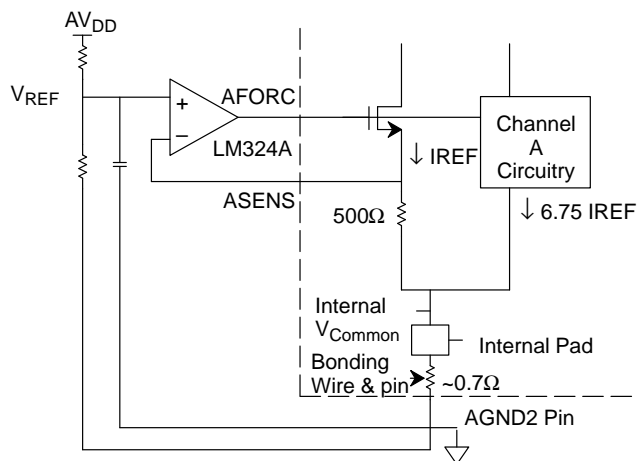 AVDD
VREF
+
−
AFORC
LM324A
ASENS
↓ IREF
Channel
A
Circuitry
500Ω
↓ 6.75 IREF
Internal
VCommon
Internal Pad
Bonding
Wire & pin
~0.7Ω
AGND2 Pin